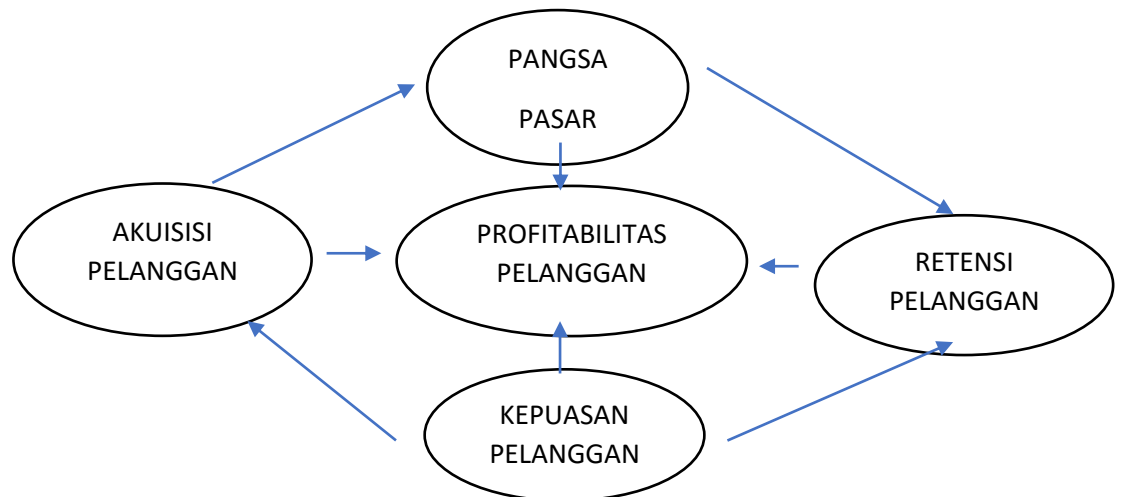 PANGSA
PASAR
AKUISISI
PELANGGAN
PROFITABILITAS
PELANGGAN
RETENSI
PELANGGAN
KEPUASAN
PELANGGAN